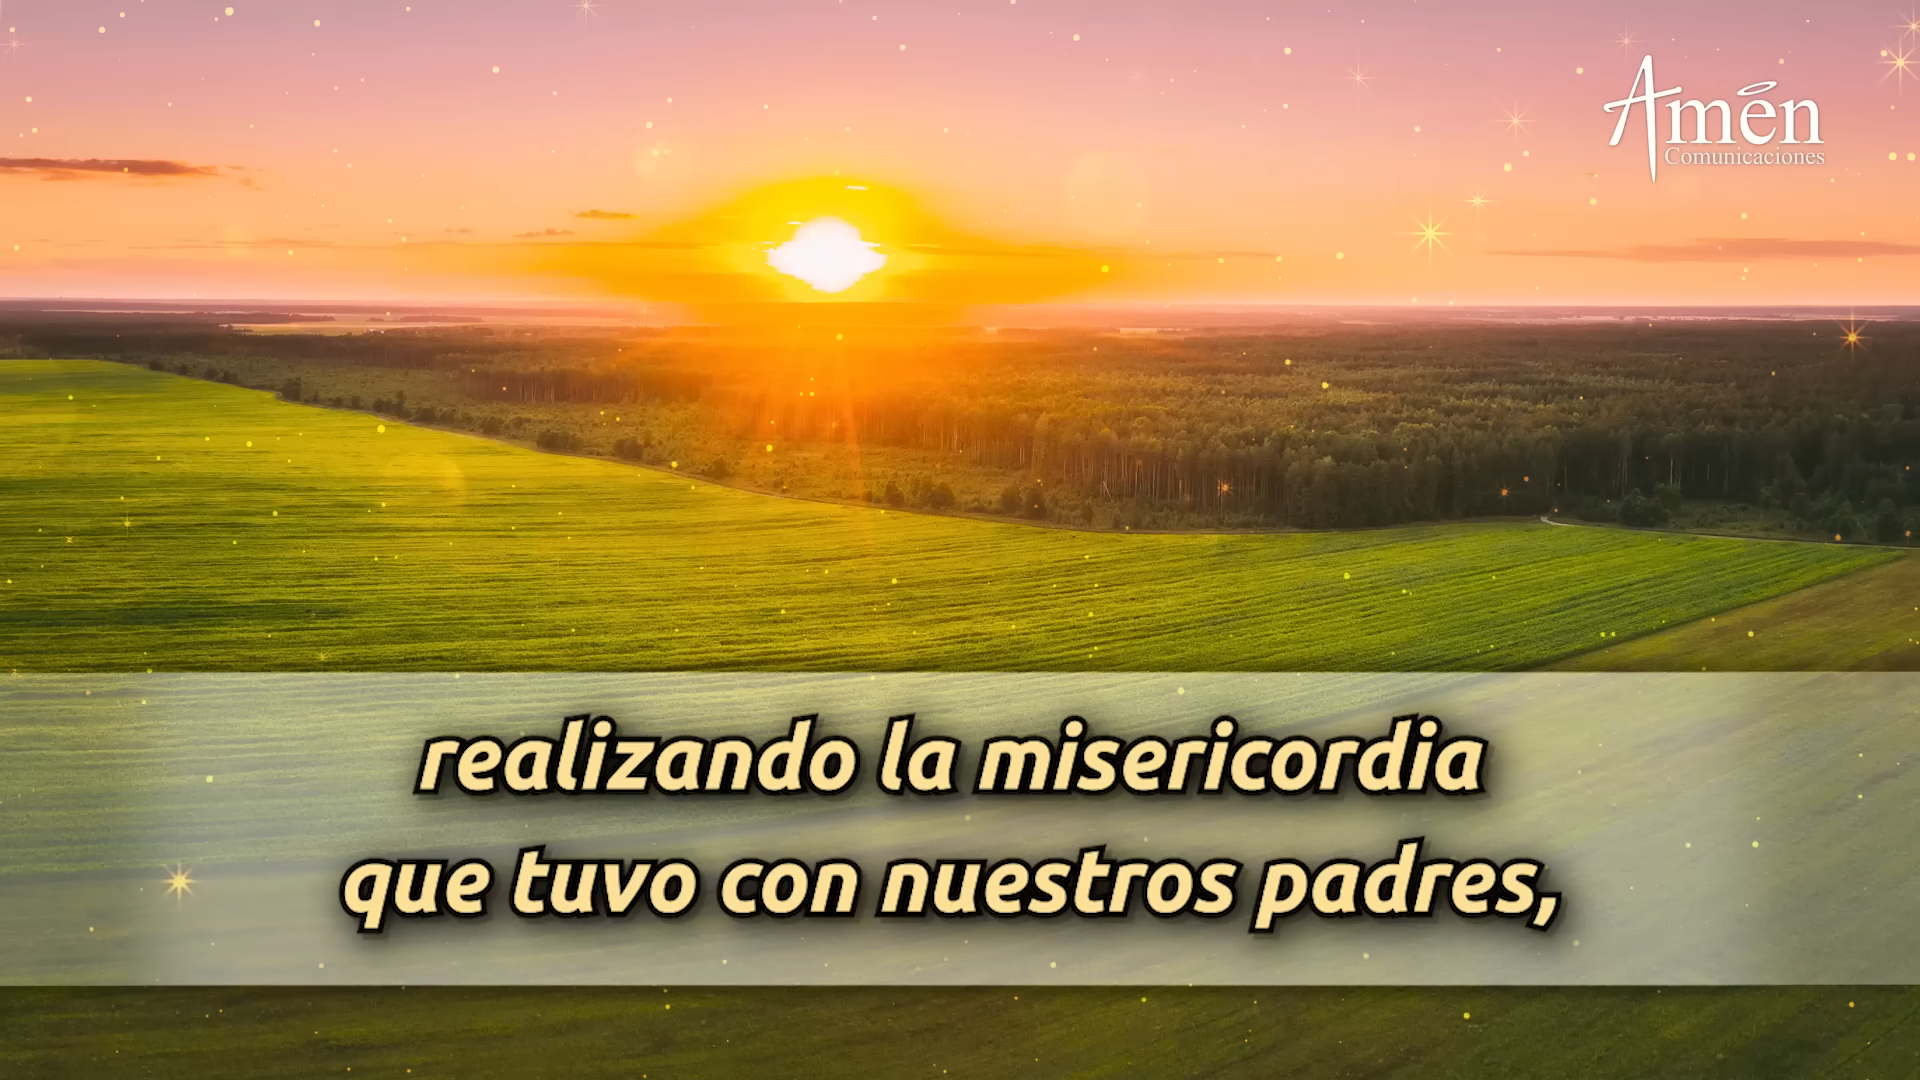 Amén
Comunicaciones
realizando la misericordia
que tuvo con nuestros padres,